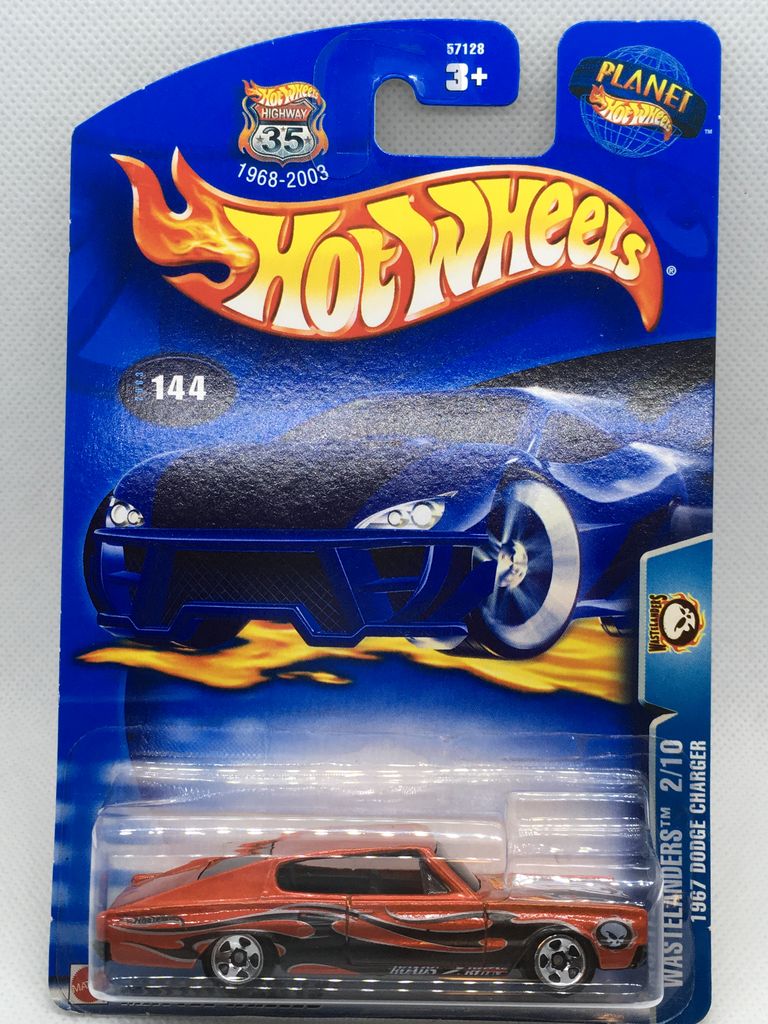 57128
3+
PLANET
Hot Wheels
™
Hot Wheels
HIGHWAY
35
1968-2003
Hot Wheels
®
144
WASTELANDERS
WASTELANDERS™ 2/10
1967 DODGE CHARGER